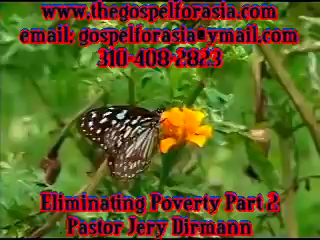 www.thegospelforasia.com
email: gospelforasia@ymail.com
310-408-2823
Eliminating Poverty Part 2
Pastor Jery Dirmann